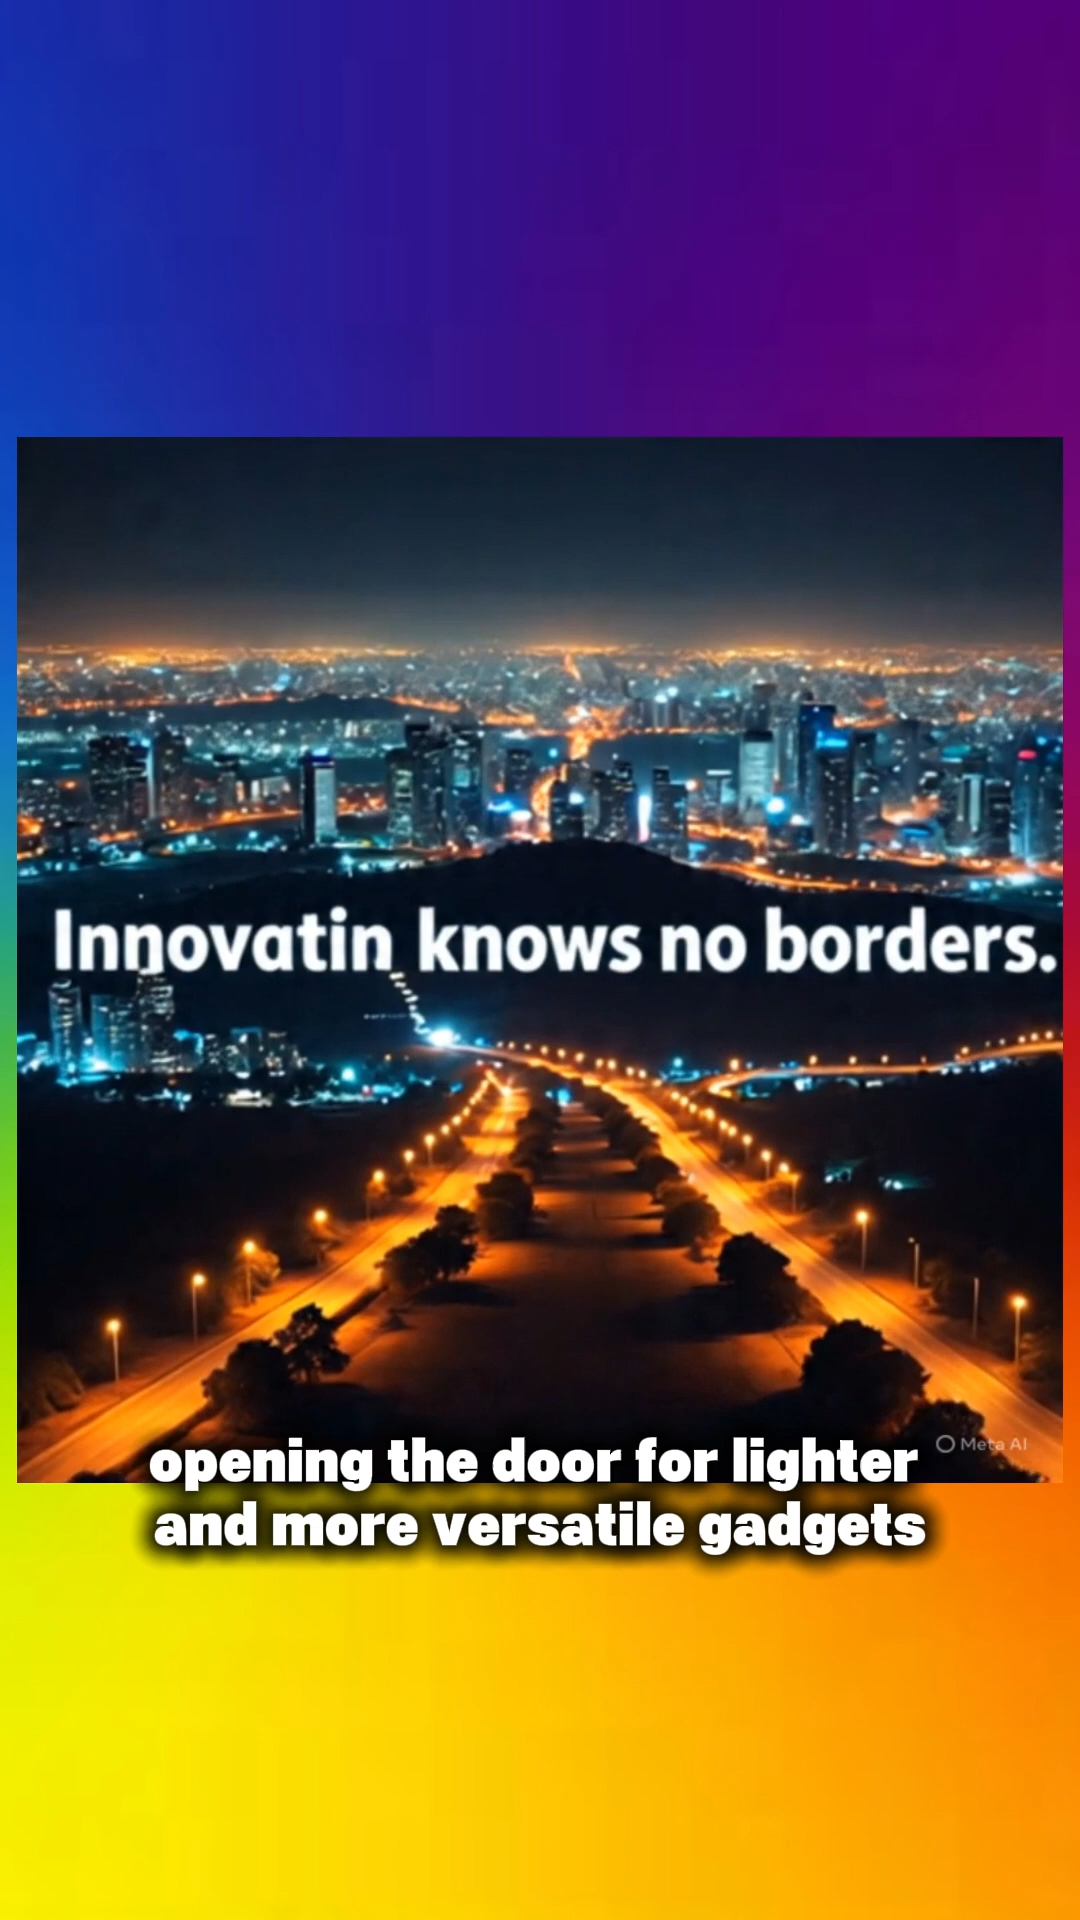 Innovatin knows no borders.
Meta AI
opening the door for lighter
and more versatile gadgets